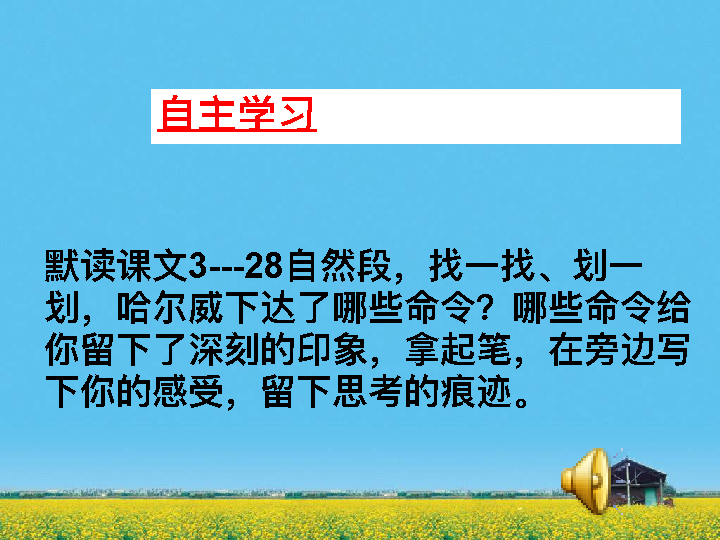 自主学习
默读课文3---28自然段，找一找、划一
划，哈尔威下达了哪些命令？哪些命令给
你留下了深刻的印象，拿起笔，在旁边写
下你的感受，留下思考的痕迹。